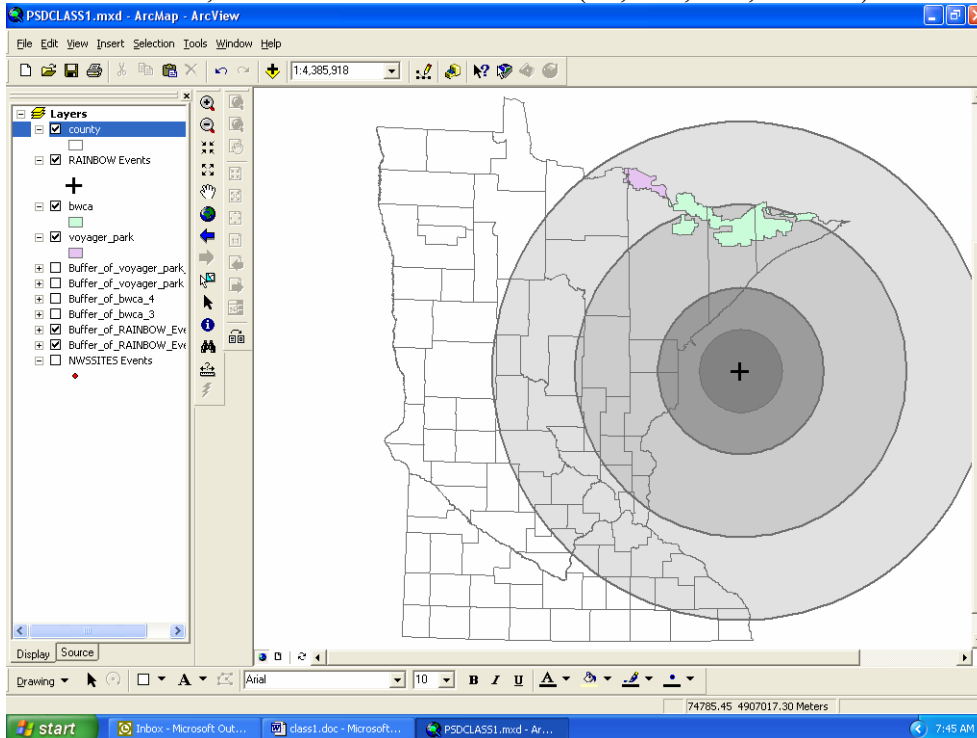 PSDCLASS1.mxd - ArcMap - ArcView
File Edit View Insert Selection Tools Window Help
1:4,385,918
Layers
county
RAINBOW Events
bwca
voyager_park
Buffer_of_voyager_park_
Buffer_of_voyager_park
Buffer_of_bwca_4
Buffer_of_bwca_3
Buffer_of_RAINBOW_Eve
Buffer_of_RAINBOW_Eve
NWSSITES Events
Display Source
Drawing A Arial 10 B I U A
74785.45 4907017.30 Meters
start Inbox - Microsoft Out... class1.doc - Microsoft... PSDCLASS1.mxd - Ar... 7:45 AM